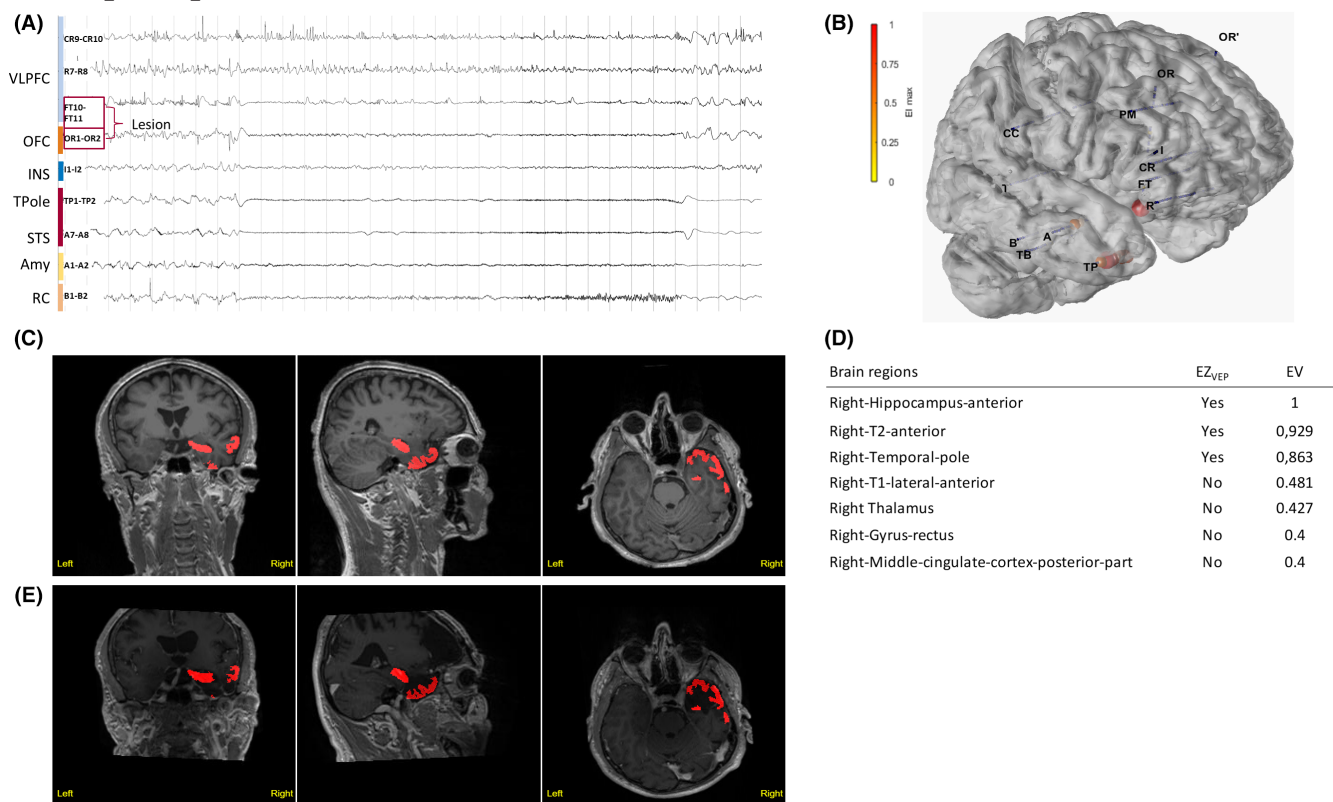 (A)
CR9-CR10
VLPFC
R7-R8
FT10-
FT11
Lesion
OFC
OR1-OR2
INS
I1-I2
TPole
TP1-TP2
STS
A7-A8
Amy
A1-A2
RC
B1-B2
(B)
1
0.75
0.5
0.25
0
EI max
OR'
OR
PM
CC
I
CR
FT
R
B'
A
TB
TP
(C)
Left
Right
Left
Right
Left
Right
(D)
Brain regions EZVEP EV
Right-Hippocampus-anterior Yes 1
Right-T2-anterior Yes 0,929
Right-Temporal-pole Yes 0,863
Right-T1-lateral-anterior No 0.481
Right Thalamus No 0.427
Right-Gyrus-rectus No 0.4
Right-Middle-cingulate-cortex-posterior-part No 0.4
(E)
Left
Right
Left
Right
Left
Right